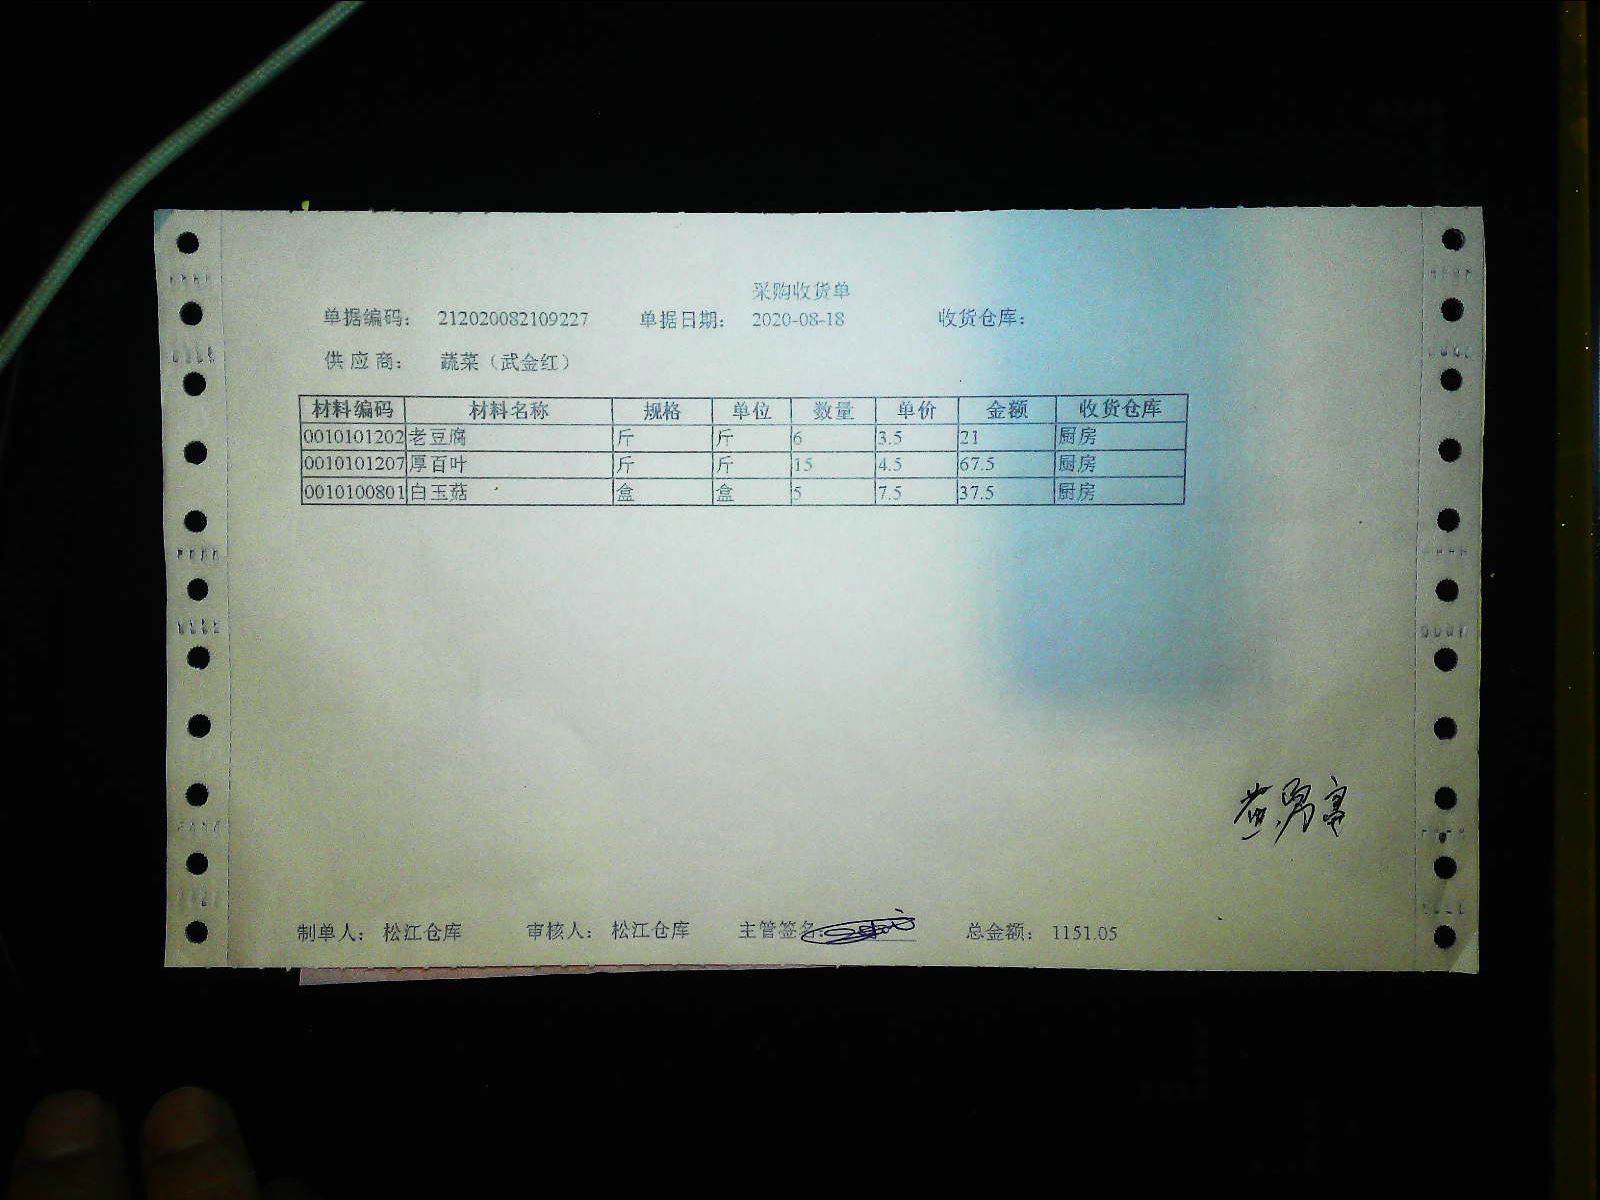 采购收货单
单据编码： 212020082109227 单据日期： 2020-08-18 收货仓库：
供 应 商： 蔬菜（武金红）
材料编码 材料名称 规格 单位 数量 单价 金额 收货仓库
0010101202 老豆腐 斤 斤 6 3.5 21 厨房
0010101207 厚百叶 斤 斤 15 4.5 67.5 厨房
0010100801 白玉菇 盒 盒 5 7.5 37.5 厨房
制单人： 松江仓库 审核人： 松江仓库 主管签名： 总金额： 1151.05